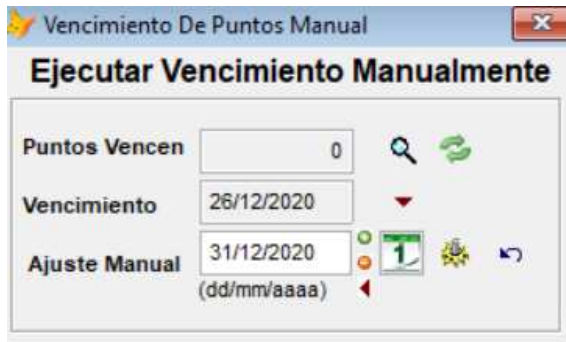 Vencimiento De Puntos Manual
Ejecutar Vencimiento Manualmente
Puntos Vencen 0
Vencimiento 26/12/2020
Ajuste Manual 31/12/2020 1
(dd/mm/aaaa)